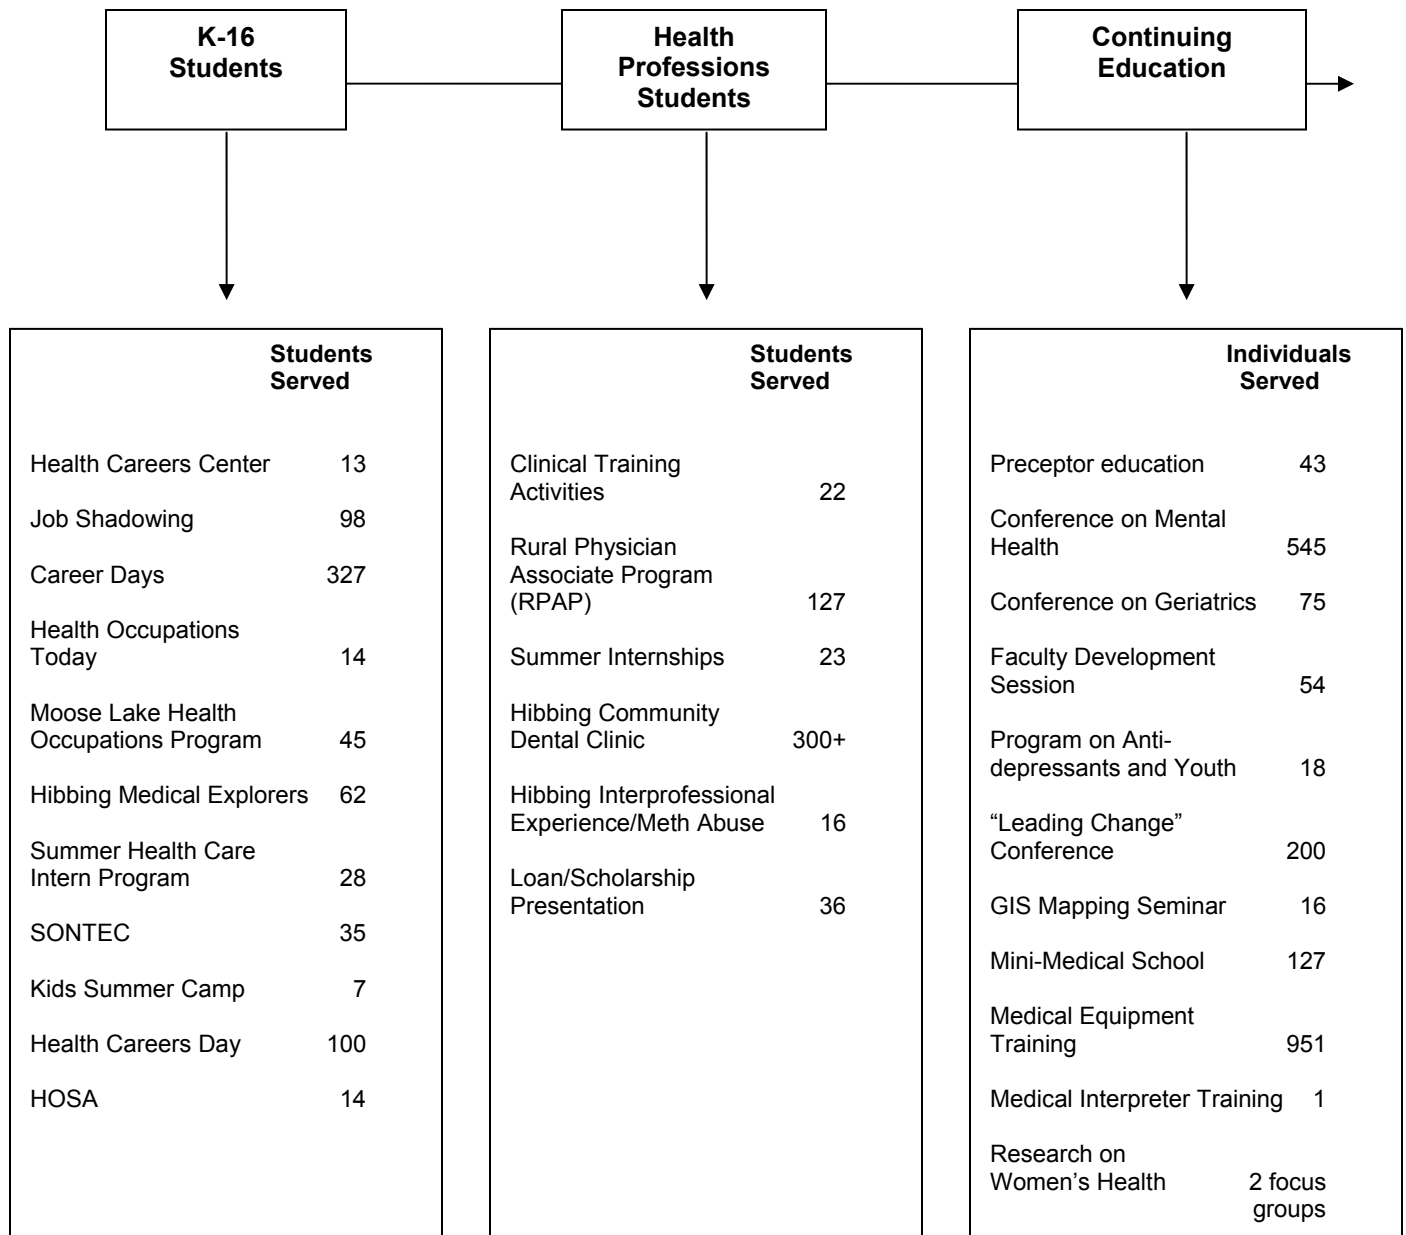 K-16
Students
Health
Professions
Students
Continuing
Education
Students
Served
Health Careers Center 13
Job Shadowing 98
Career Days 327
Health Occupations
Today 14
Moose Lake Health
Occupations Program 45
Hibbing Medical Explorers 62
Summer Health Care
Intern Program 28
SONTEC 35
Kids Summer Camp 7
Health Careers Day 100
HOSA 14
Students
Served
Clinical Training
Activities 22
Rural Physician
Associate Program
(RPAP) 127
Summer Internships 23
Hibbing Community
Dental Clinic 300+
Hibbing Interprofessional
Experience/Meth Abuse 16
Loan/Scholarship
Presentation 36
Individuals
Served
Preceptor education 43
Conference on Mental
Health 545
Conference on Geriatrics 75
Faculty Development
Session 54
Program on Anti-
depressants and Youth 18
“Leading Change”
Conference 200
GIS Mapping Seminar 16
Mini-Medical School 127
Medical Equipment
Training 951
Medical Interpreter Training 1
Research on
Women’s Health 2 focus
groups